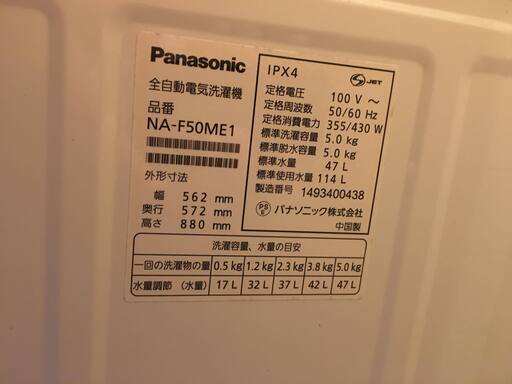 Panasonic
全自動電気洗濯機
品番
NA-F50ME1
外形寸法
幅 562 mm
奥行 572 mm
高さ 880 mm
IPX4
S JET
定格電圧 100 V ～
定格周波数 50/60 Hz
定格消費電力 355/430 W
標準洗濯容量 5.0 kg
標準脱水容量 5.0 kg
標準水量 47 L
標準使用水量 114 L
製造番号 1493400438
PS E パナソニック株式会社
中国製
洗濯容量、水量の目安
一回の洗濯物の量 0.5 kg 1.2 kg 2.3 kg 3.8 kg 5.0 kg
水量調節（水量） 17 L 32 L 37 L 42 L 47 L